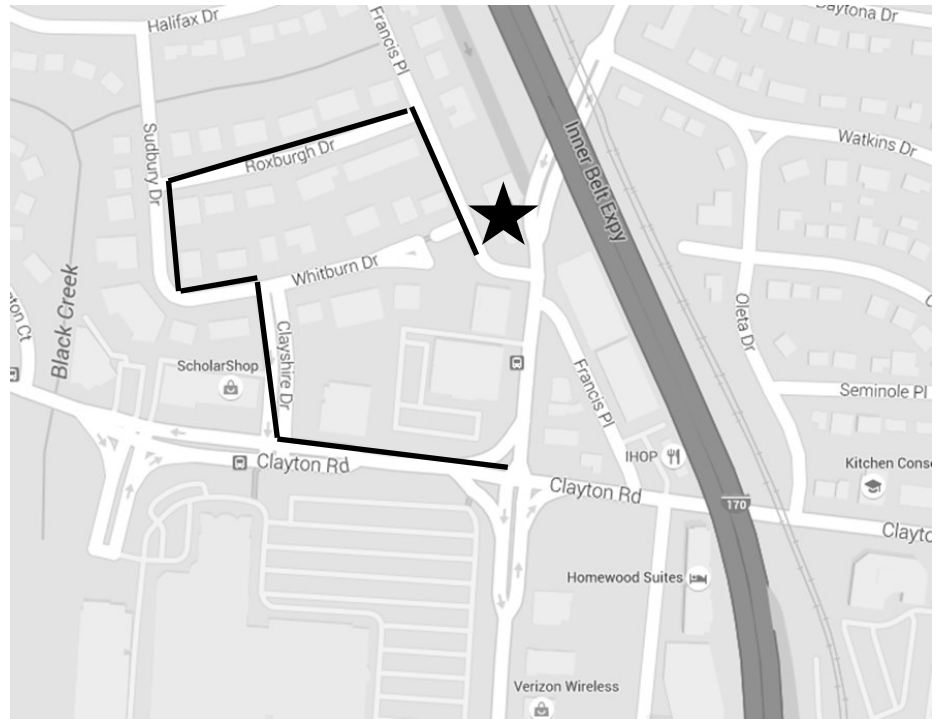 Halifax Dr
Francis Pl
Daytona Dr
Inner Belt Expy
Watkins Dr
Sudbury Dr
Roxburgh Dr
Whitburn Dr
Black Creek
eton Ct
Clayshire Dr
Oleta Dr
ScholarShop
Francis Pl
Seminole Pl
IHOP
Kitchen Conse
Clayton Rd
Clayton Rd
170
Clayto
Homewood Suites
Verizon Wireless